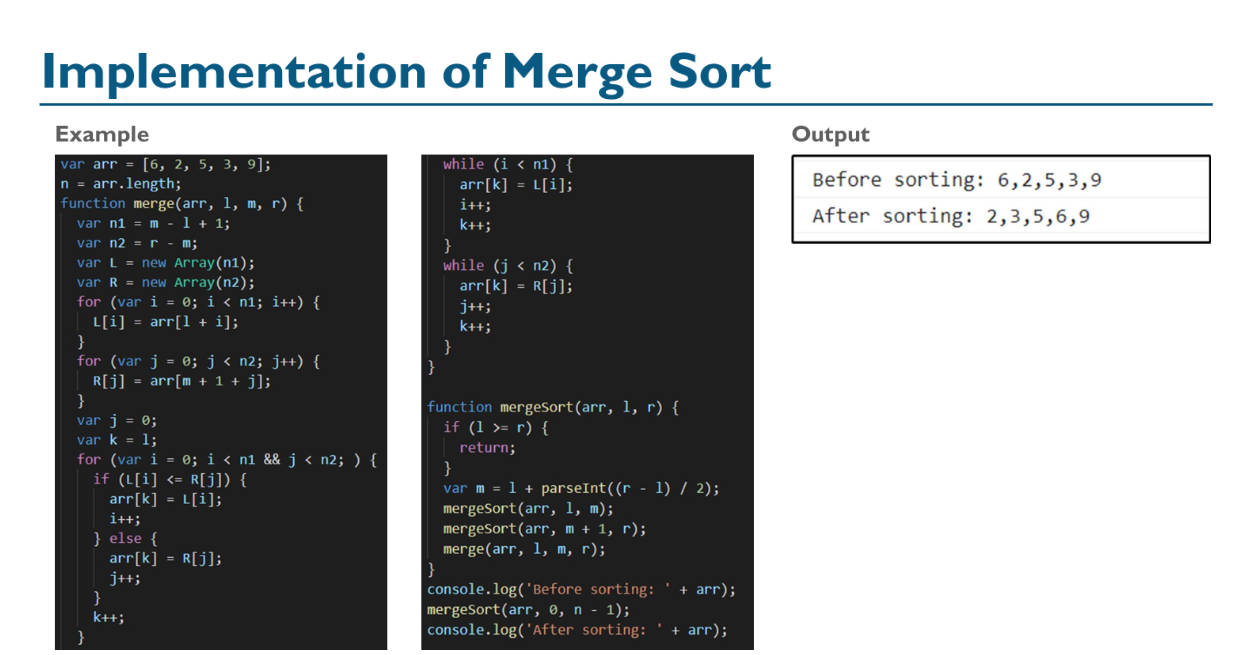 Implementation of Merge Sort
Example
var arr = [6, 2, 5, 3, 9];
n = arr.length;
function merge(arr, l, m, r) {
var n1 = m - l + 1;
var n2 = r - m;
var L = new Array(n1);
var R = new Array(n2);
for (var i = 0; i < n1; i++) {
L[i] = arr[l + i];
}
for (var j = 0; j < n2; j++) {
R[j] = arr[m + 1 + j];
}
var j = 0;
var k = l;
for (var i = 0; i < n1 && j < n2; ) {
if (L[i] <= R[j]) {
arr[k] = L[i];
i++;
} else {
arr[k] = R[j];
j++;
}
k++;
}
while (i < n1) {
arr[k] = L[i];
i++;
k++;
}
while (j < n2) {
arr[k] = R[j];
j++;
k++;
}
}
function mergeSort(arr, l, r) {
if (l >= r) {
return;
}
var m = l + parseInt((r - l) / 2);
mergeSort(arr, l, m);
mergeSort(arr, m + 1, r);
merge(arr, l, m, r);
}
console.log('Before sorting: ' + arr);
mergeSort(arr, 0, n - 1);
console.log('After sorting: ' + arr);
Output
Before sorting: 6,2,5,3,9
After sorting: 2,3,5,6,9